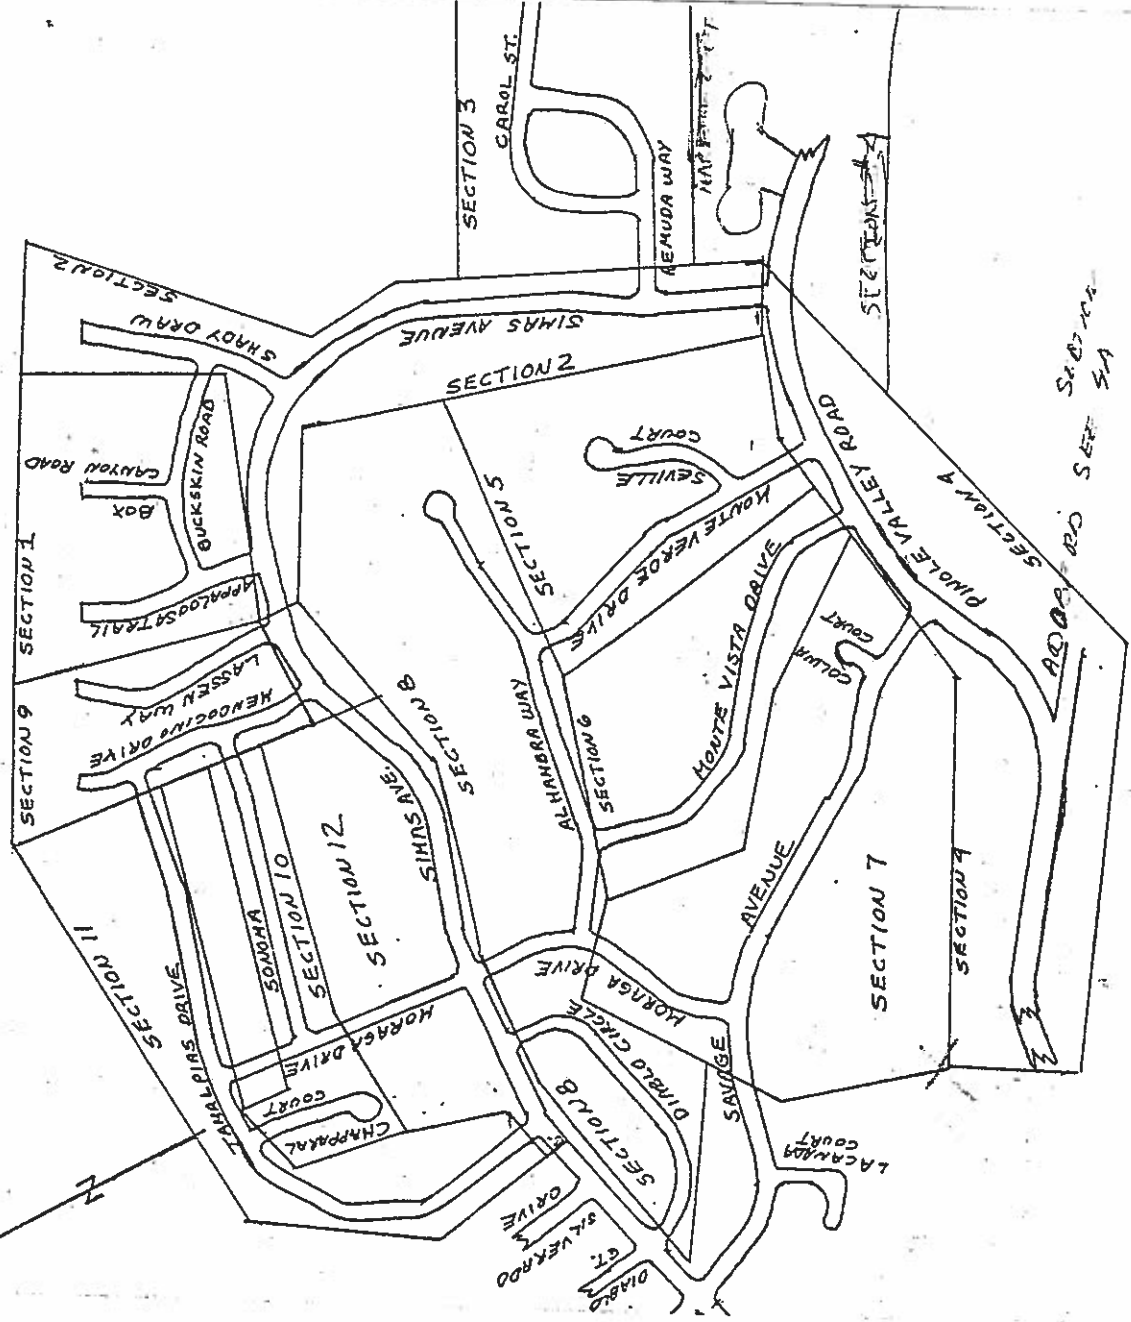 CAROL ST.
SECTION 3
REMUDA WAY
SECTION 2
SHADY DRAW
SIMAS AVENUE
SECTION 2
BUCKSKIN ROAD
CANYON ROAD
BOX
SECTION 1
APPALOOSA TRAIL
SECTION 5
COURT
SEVILLE
MONTE VERDE DRIVE
PINOLE VALLEY ROAD
SECTION 4
SEE SECTION
5A
MONTE VISTA DRIVE
COURT
COLUMA
LASSEN WAY
MENDOCINO DRIVE
SECTION 9
SECTION 8
SIMAS AVE.
ALHAMBRA WAY
SECTION 6
SECTION 12
SECTION 10
SONOMA
AVENUE
SECTION 7
SECTION 4
SECTION 11
TAMALPIAS DRIVE
MORAGA DRIVE
MORAGA
DRIVE
DIABLO CIRCLE
SAVAGE
SECTION 8
COURT
CHAPPARAL
LACANADA
COURT
DRIVE
SILVERADO
CT.
DIABLO
N